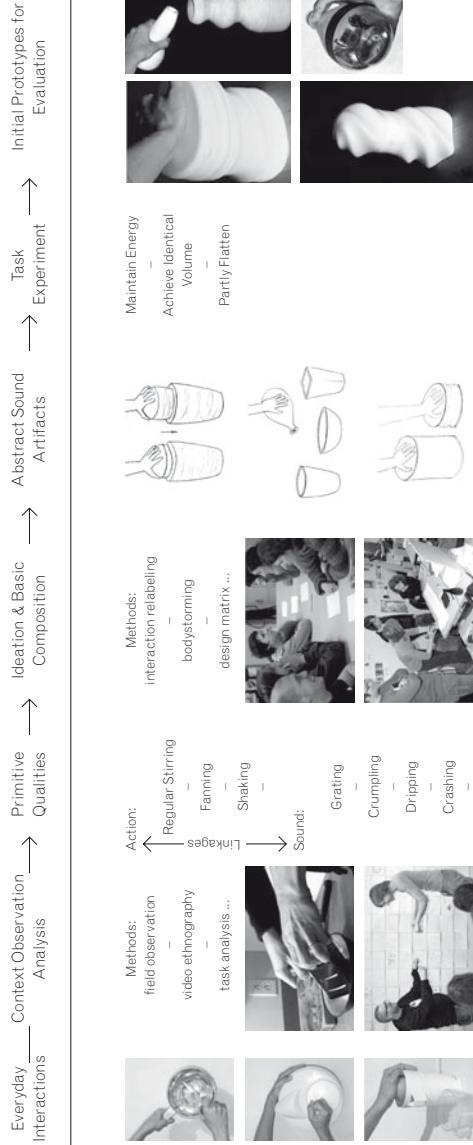 Everyday
Interactions
Context Observation
Analysis
Primitive
Qualities
Ideation & Basic
Composition
Abstract Sound
Artifacts
Task
Experiment
Initial Prototypes for
Evaluation
Methods:
field observation
–
video ethnography
–
task analysis ...
Action:
Regular Stirring
–
Fanning
–
Shaking
–
Linkages
Sound:
Grating
–
Crumpling
–
Dripping
–
Crashing
–
Methods:
interaction relabeling
–
bodystorming
–
design matrix ...
Maintain Energy
–
Achieve Identical
Volume
–
Partly Flatten